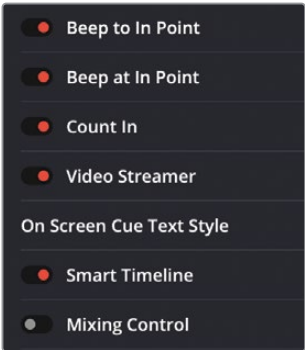 Beep to In Point
Beep at In Point
Count In
Video Streamer
On Screen Cue Text Style
Smart Timeline
Mixing Control